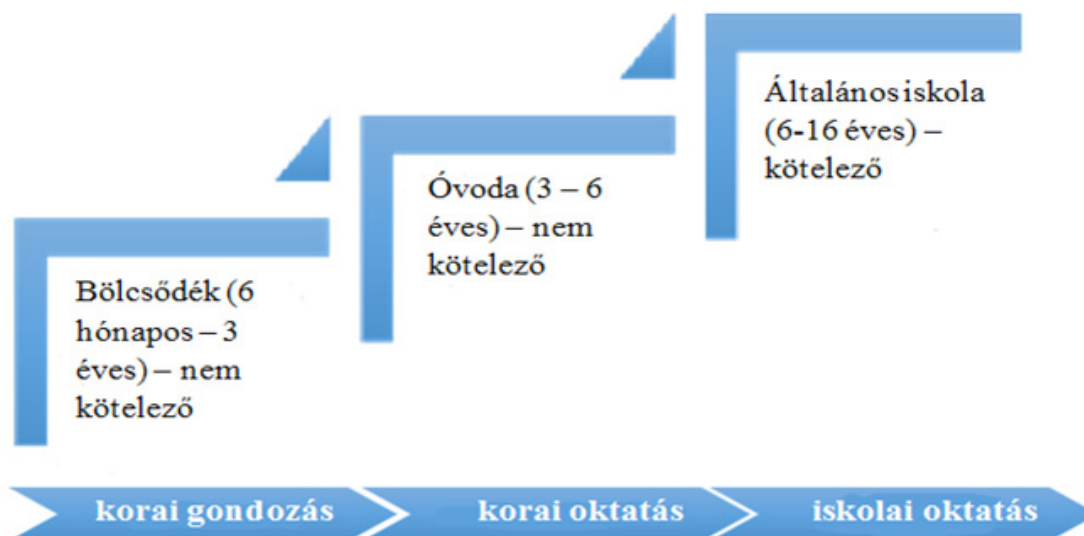 Általános iskola
(6-16 éves) –
kötelező
Óvoda (3 – 6
éves) – nem
kötelező
Bölcsődék (6
hónapos – 3
éves) – nem
kötelező
korai gondozás
korai oktatás
iskolai oktatás